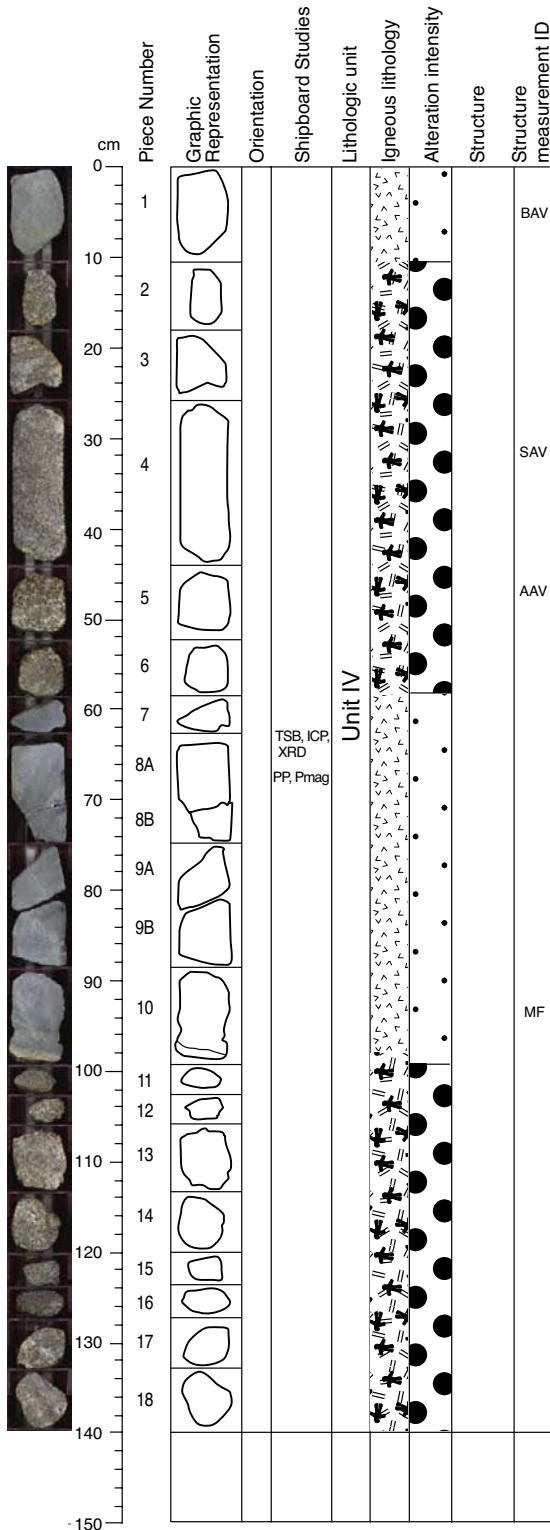 cm
Piece Number
Graphic
Representation
Orientation
Shipboard Studies
Lithologic unit
Igneous lithology
Alteration intensity
Structure
Structure
measurement ID
0
1
BAV
10
2
20
3
30
4
SAV
40
5
AAV
50
6
60
7
Unit IV
TSB, ICP,
XRD
8A
PP, Pmag
70
8B
9A
80
9B
90
10
MF
100
11
12
110
13
14
120
15
16
130
17
18
140
150